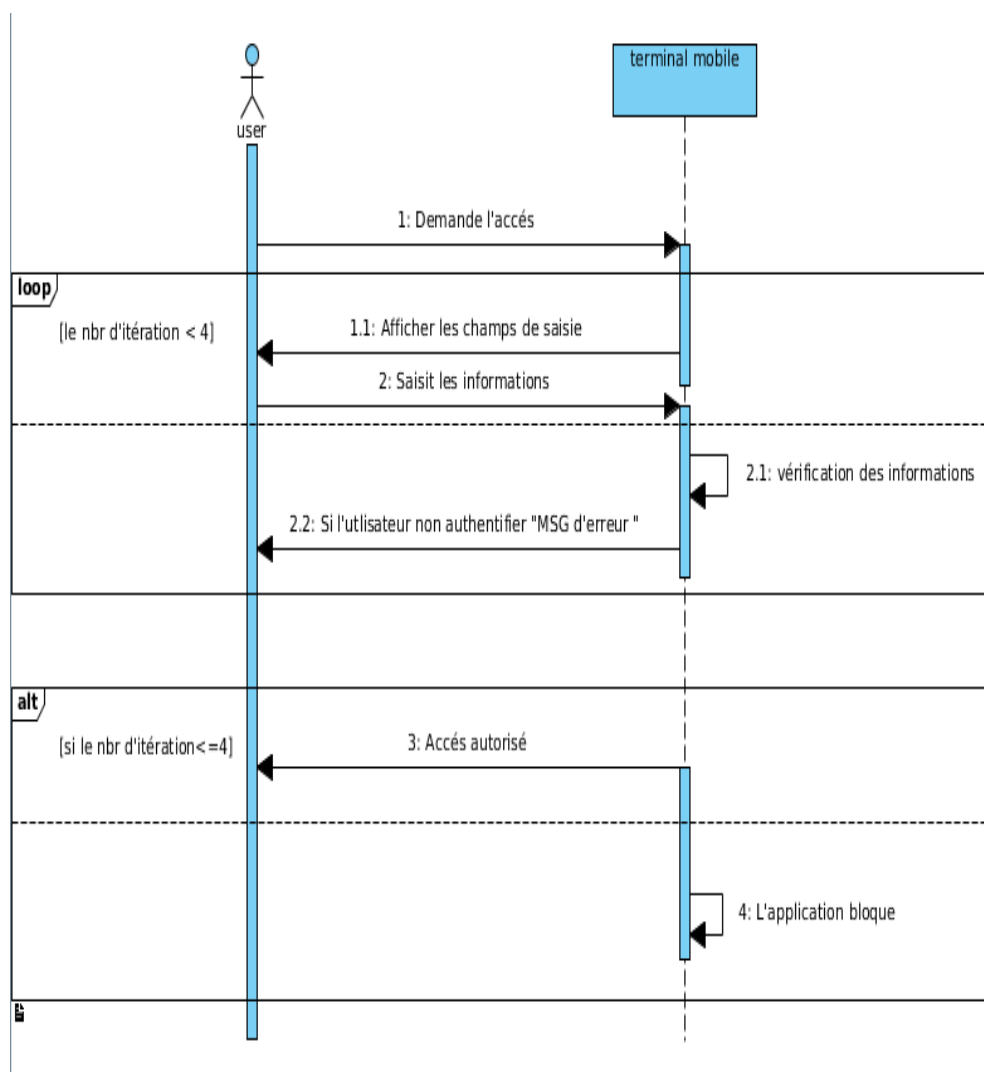 terminal mobile
user
1: Demande l'accés
loop
[le nbr d'itération < 4]
1.1: Afficher les champs de saisie
2: Saisit les informations
2.1: vérification des informations
2.2: Si l'utlisateur non authentifier "MSG d'erreur "
alt
[si le nbr d'itération<=4]
3: Accés autorisé
4: L'application bloque